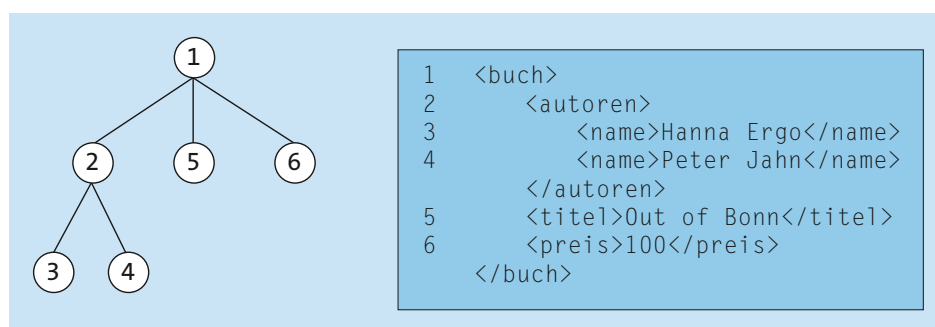 1
2 5 6
3 4
1 <buch>
2 <autoren>
3 <name>Hanna Ergo</name>
4 <name>Peter Jahn</name>
</autoren>
5 <titel>Out of Bonn</titel>
6 <preis>100</preis>
</buch>